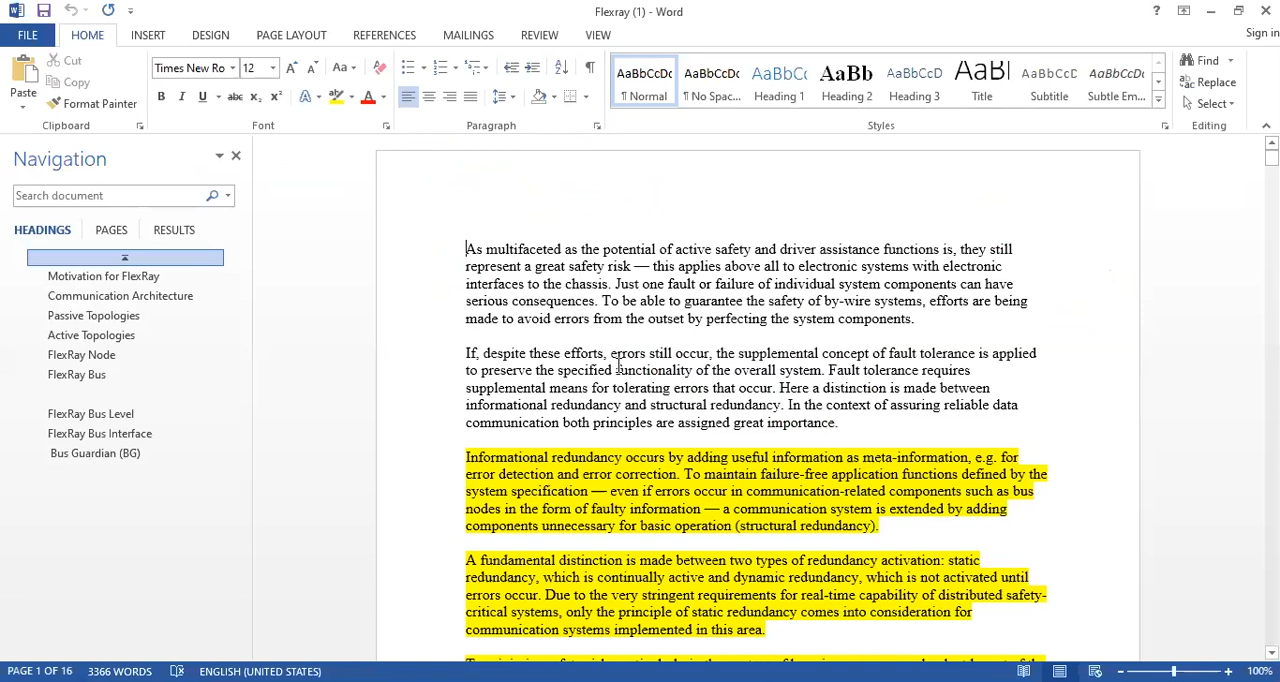 Flexray (1) - Word
?
FILE HOME INSERT DESIGN PAGE LAYOUT REFERENCES MAILINGS REVIEW VIEW Sign in
Paste
Cut
Copy
Format Painter
Clipboard
Times New Ro 12 Aa
B I U abc x₂ x² A A
Font
Paragraph
AaBbCcDc AaBbCcDc AaBbCc AaBb AaBbCcD AaB AaBbCcD AaBbCcD
¶ Normal ¶ No Spac... Heading 1 Heading 2 Heading 3 Title Subtitle Subtle Em...
Styles
Find
Replace
Select
Editing
Navigation
Search document
HEADINGS PAGES RESULTS
Motivation for FlexRay
Communication Architecture
Passive Topologies
Active Topologies
FlexRay Node
FlexRay Bus
FlexRay Bus Level
FlexRay Bus Interface
Bus Guardian (BG)
As multifaceted as the potential of active safety and driver assistance functions is, they still
represent a great safety risk — this applies above all to electronic systems with electronic
interfaces to the chassis. Just one fault or failure of individual system components can have
serious consequences. To be able to guarantee the safety of by-wire systems, efforts are being
made to avoid errors from the outset by perfecting the system components.
If, despite these efforts, errors still occur, the supplemental concept of fault tolerance is applied
to preserve the specified functionality of the overall system. Fault tolerance requires
supplemental means for tolerating errors that occur. Here a distinction is made between
informational redundancy and structural redundancy. In the context of assuring reliable data
communication both principles are assigned great importance.
Informational redundancy occurs by adding useful information as meta-information, e.g. for
error detection and error correction. To maintain failure-free application functions defined by the
system specification — even if errors occur in communication-related components such as bus
nodes in the form of faulty information — a communication system is extended by adding
components unnecessary for basic operation (structural redundancy).
A fundamental distinction is made between two types of redundancy activation: static
redundancy, which is continually active and dynamic redundancy, which is not activated until
errors occur. Due to the very stringent requirements for real-time capability of distributed safety-
critical systems, only the principle of static redundancy comes into consideration for
communication systems implemented in this area.
PAGE 1 OF 16 3366 WORDS ENGLISH (UNITED STATES) 100%